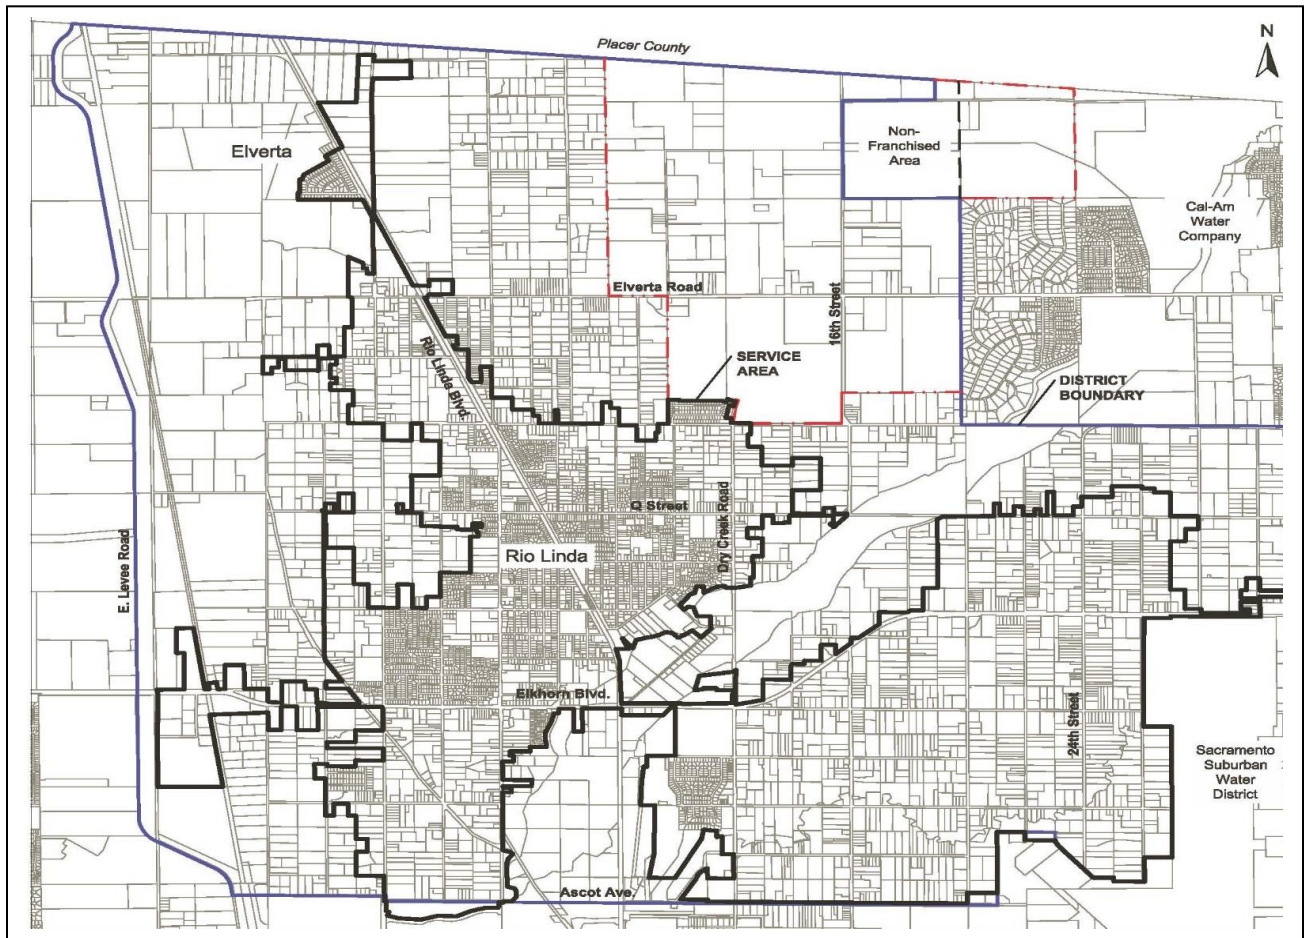 Placer County
N
Elverta
Non-
Franchised
Area
Cal-Am
Water
Company
Elverta Road
16th Street
Rio Linda Blvd.
SERVICE
AREA
DISTRICT
BOUNDARY
Q Street
Dry Creek Road
Rio Linda
E. Levee Road
Elkhorn Blvd.
24th Street
Sacramento
Suburban
Water
District
Ascot Ave.